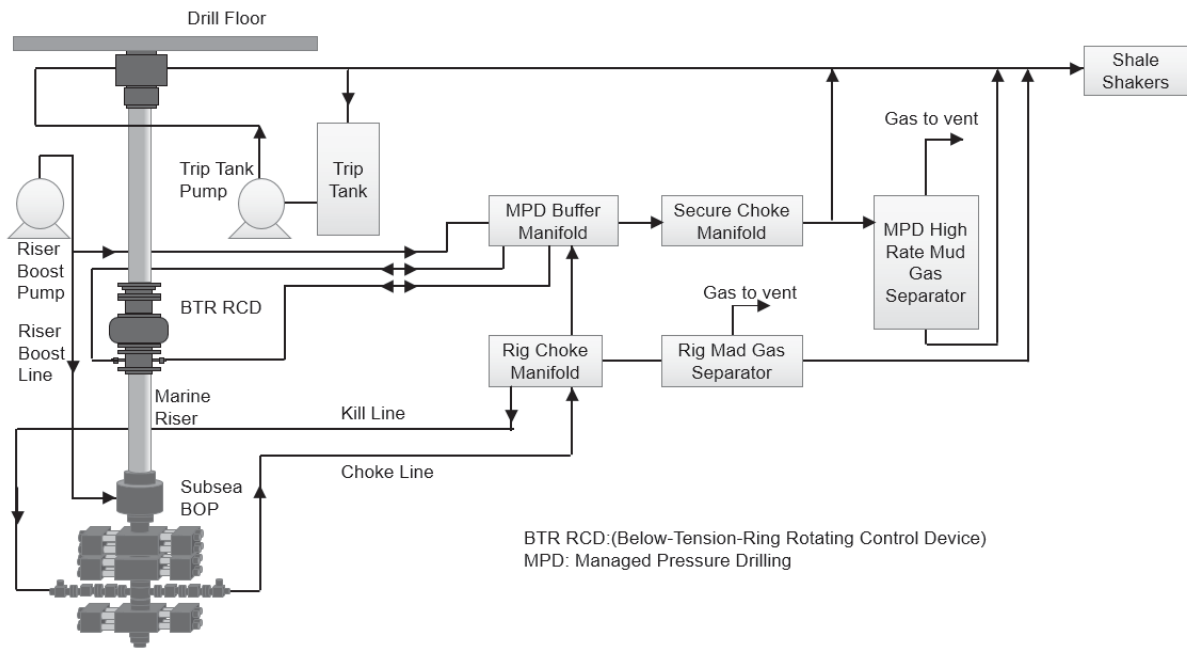 Drill Floor
Shale
Shakers
Gas to vent
Trip Tank
Pump
Trip
Tank
MPD Buffer
Manifold
Secure Choke
Manifold
MPD High
Rate Mud
Gas
Separator
Riser
Boost
Pump
BTR RCD
Gas to vent
Riser
Boost
Line
Rig Choke
Manifold
Rig Mad Gas
Separator
Marine
Riser
Kill Line
Choke Line
Subsea
BOP
BTR RCD:(Below-Tension-Ring Rotating Control Device)
MPD: Managed Pressure Drilling